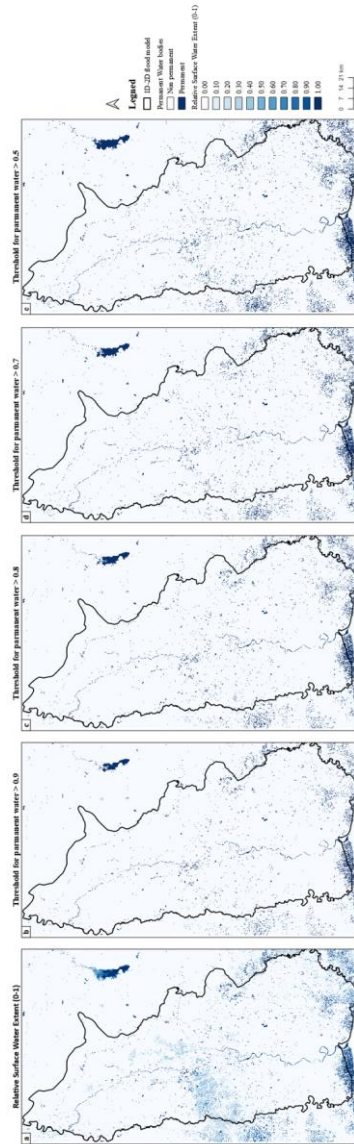 a
Relative Surface Water Extent (0-1)
b
Threshold for parmanent water > 0.9
c
Threshold for parmanent water > 0.8
d
Threshold for parmanent water > 0.7
e
Threshold for parmanent water > 0.5
Legned
1D-2D flood model
Permanent Water bodies
Non permanent
Permanent
Relative Surface Water Extent (0-1)
0.00
0.10
0.20
0.30
0.40
0.50
0.60
0.70
0.80
0.90
1.00
0 7 14 21 km